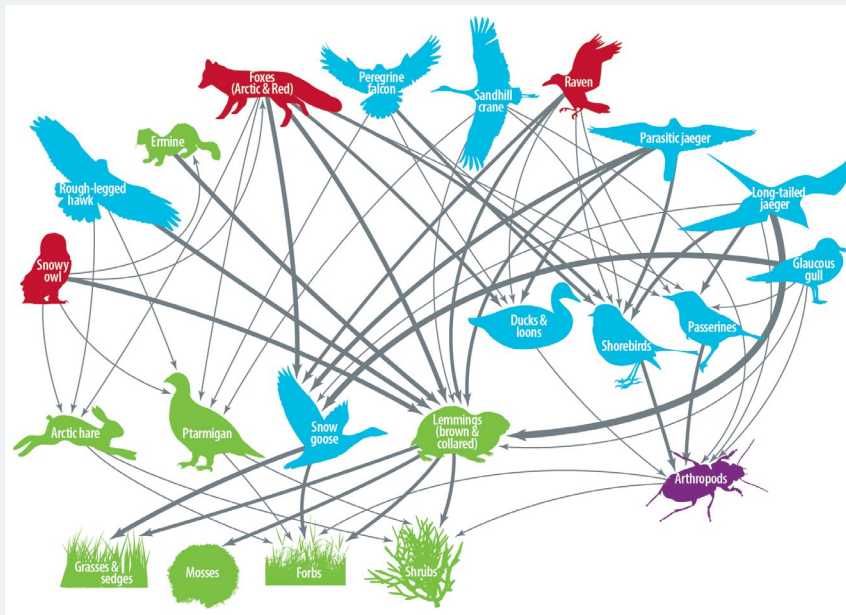 Foxes
(Arctic & Red)
Peregrine
falcon
Sandhill
crane
Raven
Ermine
Parasitic jaeger
Rough-legged
hawk
Long-tailed
jaeger
Snowy
owl
Glaucous
gull
Ducks &
loons
Shorebirds
Passerines
Arctic hare
Ptarmigan
Snow
goose
Lemmings
(brown &
collared)
Arthropods
Grasses &
sedges
Mosses
Forbs
Shrubs